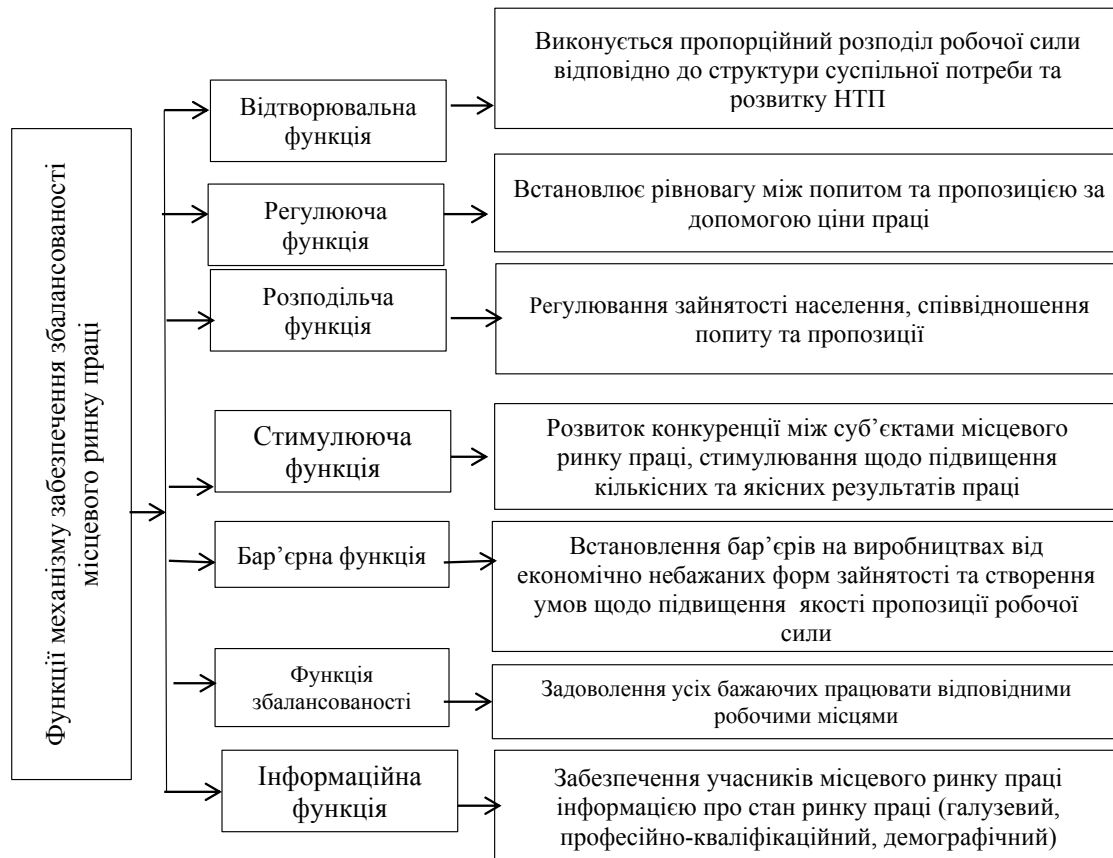 Функції механізму забезпечення збалансованості
місцевого ринку праці
Відтворювальна
функція
Виконується пропорційний розподіл робочої сили
відповідно до структури суспільної потреби та
розвитку НТП
Регулююча
функція
Встановлює рівновагу між попитом та пропозицією за
допомогою ціни праці
Розподільча
функція
Регулювання зайнятості населення, співвідношення
попиту та пропозиції
Стимулююча
функція
Розвиток конкуренції між суб’єктами місцевого
ринку праці, стимулювання щодо підвищення
кількісних та якісних результатів праці
Бар’єрна функція
Встановлення бар’єрів на виробництвах від
економічно небажаних форм зайнятості та створення
умов щодо підвищення якості пропозиції робочої
сили
Функція
збалансованості
Задоволення усіх бажаючих працювати відповідними
робочими місцями
Інформаційна
функція
Забезпечення учасників місцевого ринку праці
інформацією про стан ринку праці (галузевий,
професійно-кваліфікаційний, демографічний)